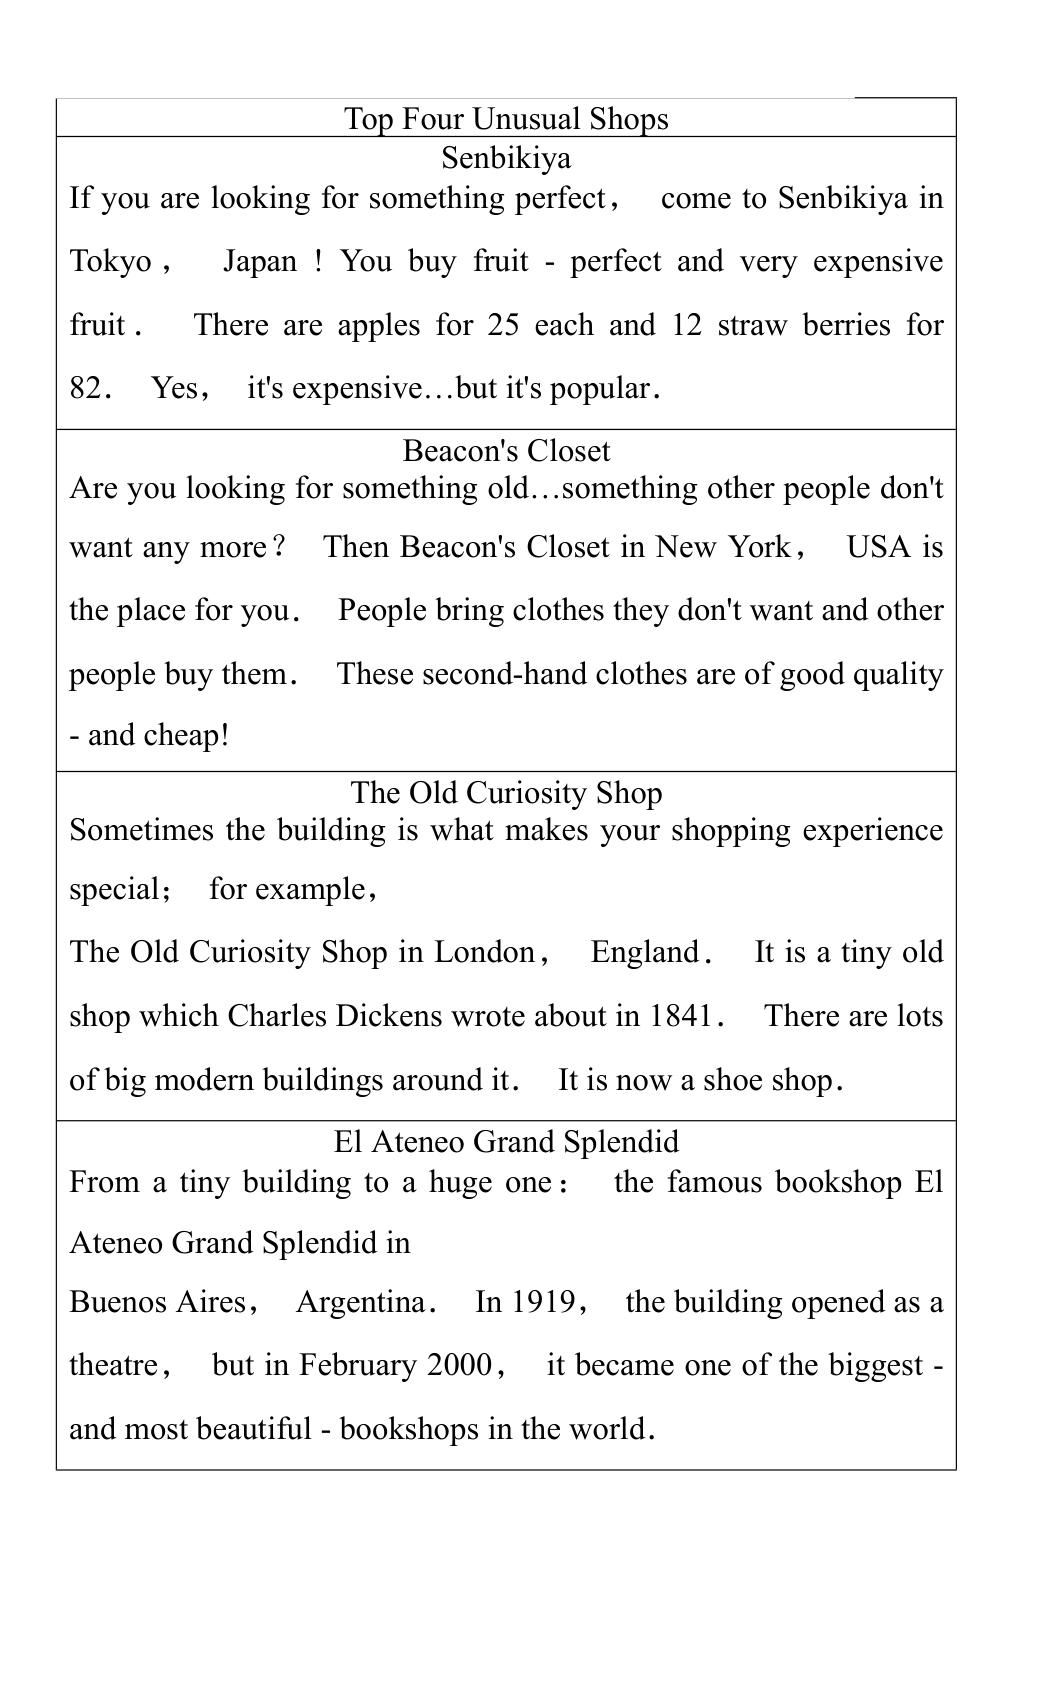 Top Four Unusual Shops
Senbikiya
If you are looking for something perfect， come to Senbikiya in
Tokyo， Japan ! You buy fruit - perfect and very expensive
fruit． There are apples for 25 each and 12 straw berries for
82． Yes， it's expensive…but it's popular．
Beacon's Closet
Are you looking for something old…something other people don't
want any more？ Then Beacon's Closet in New York， USA is
the place for you． People bring clothes they don't want and other
people buy them． These second-hand clothes are of good quality
- and cheap!
The Old Curiosity Shop
Sometimes the building is what makes your shopping experience
special； for example，
The Old Curiosity Shop in London， England． It is a tiny old
shop which Charles Dickens wrote about in 1841． There are lots
of big modern buildings around it． It is now a shoe shop．
El Ateneo Grand Splendid
From a tiny building to a huge one： the famous bookshop El
Ateneo Grand Splendid in
Buenos Aires， Argentina． In 1919， the building opened as a
theatre， but in February 2000， it became one of the biggest -
and most beautiful - bookshops in the world．